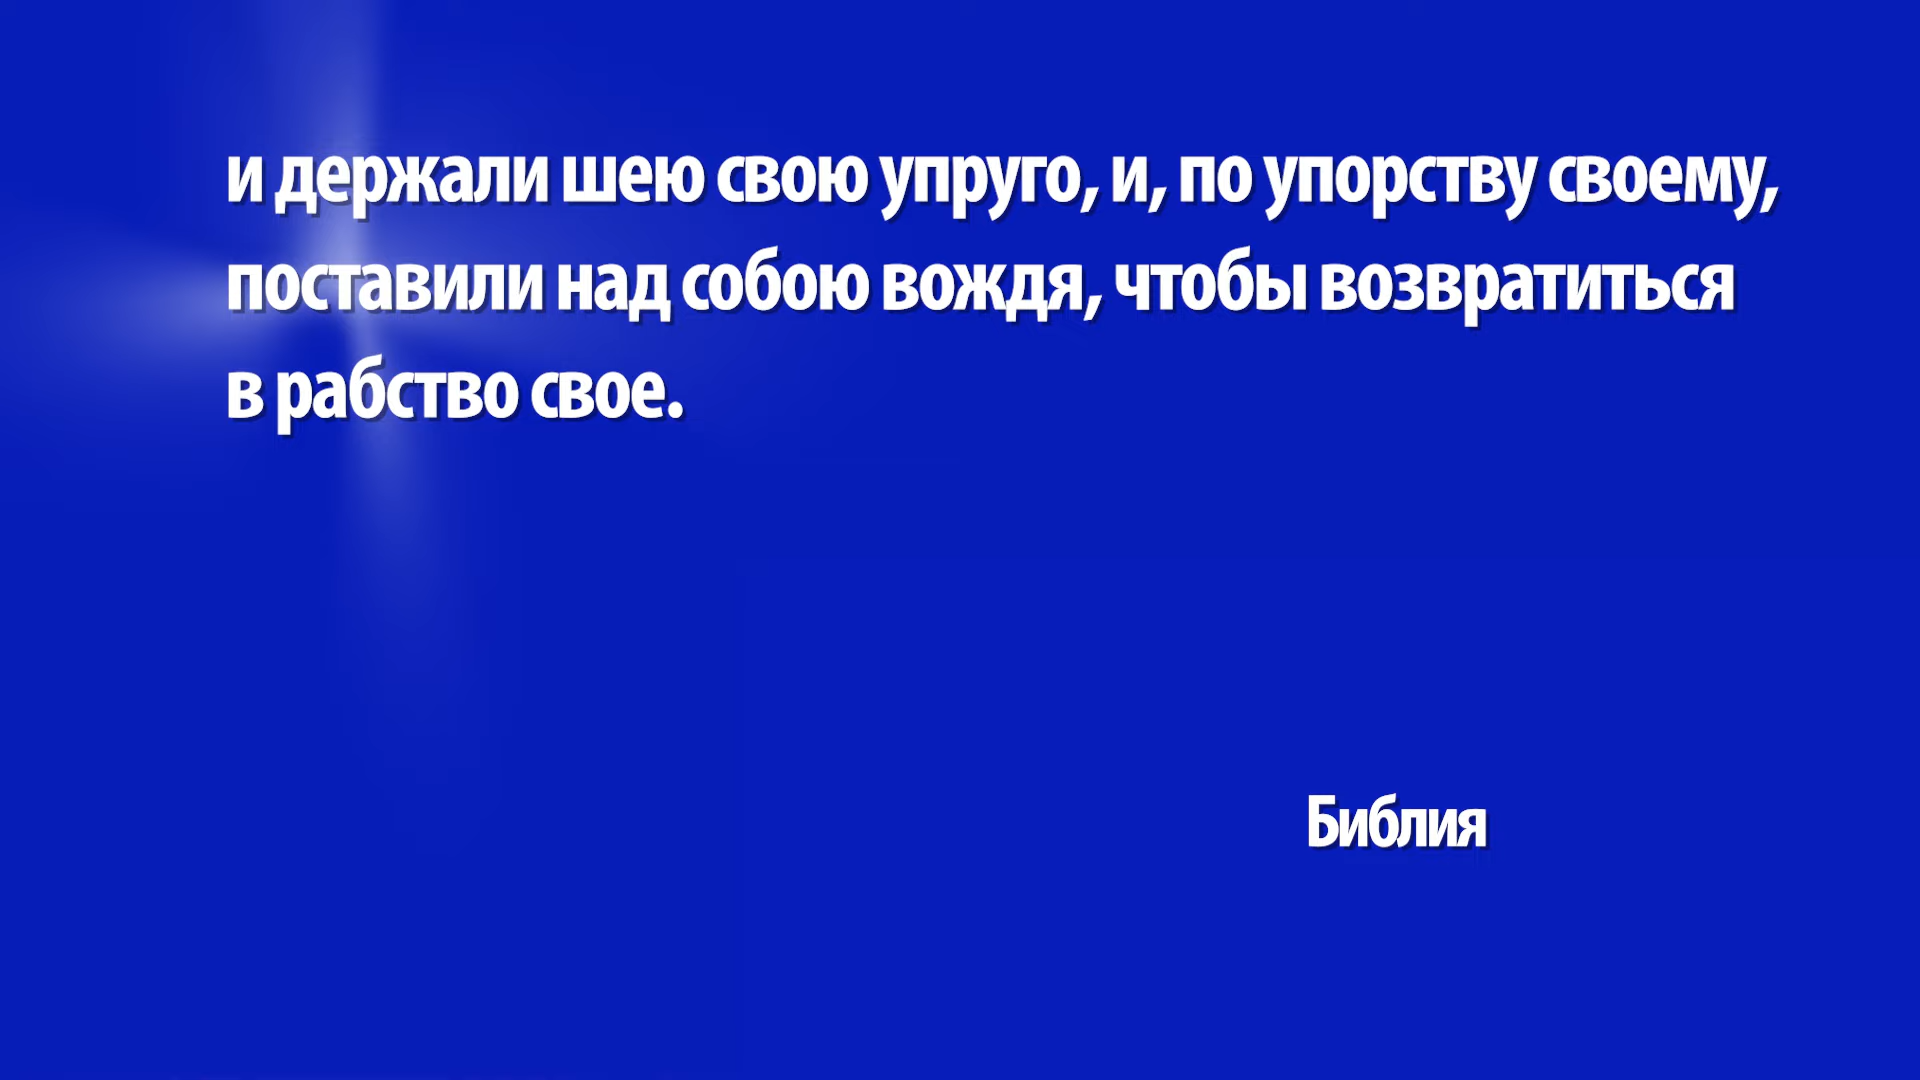 и держали шею свою упруго, и, по упорству своему,
поставили над собою вождя, чтобы возвратиться
в рабство свое.
Библия